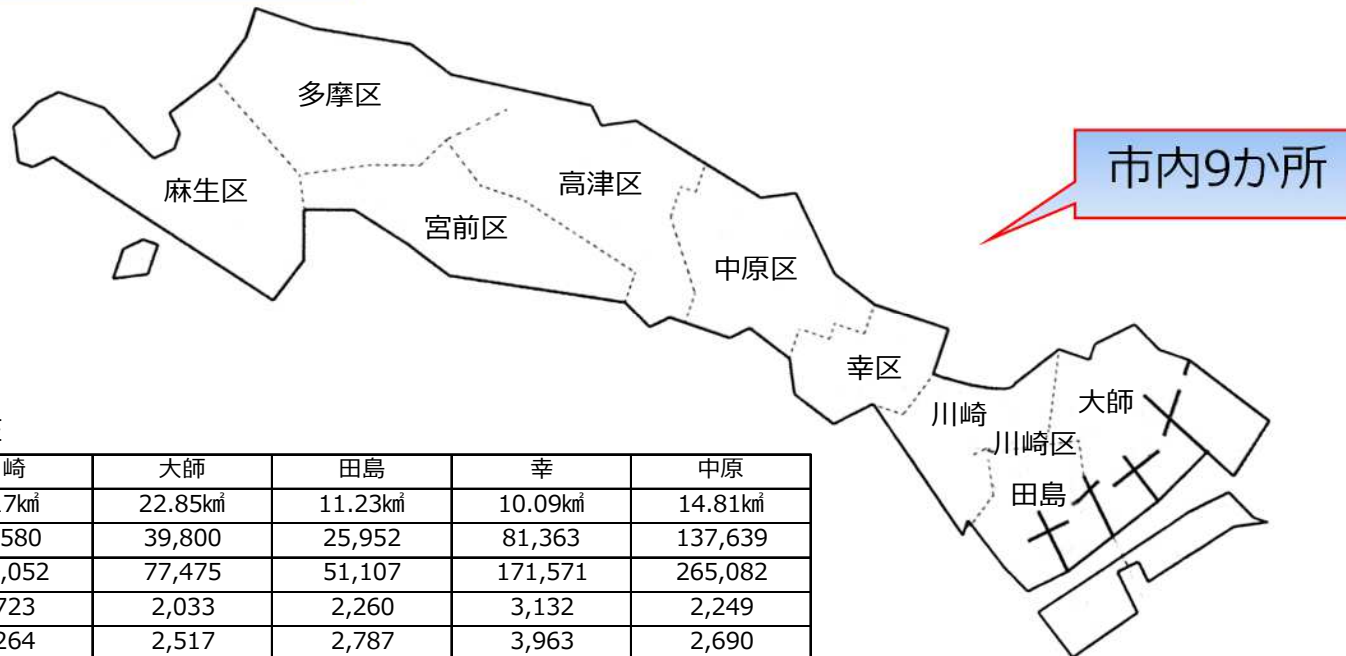 多摩区
市内9か所
麻生区
高津区
宮前区
中原区
幸区
川崎
大師
川崎区
田島
崎 大師 田島 幸 中原
7k㎡ 22.85k㎡ 11.23k㎡ 10.09k㎡ 14.81k㎡
580 39,800 25,952 81,363 137,639
,052 77,475 51,107 171,571 265,082
723 2,033 2,260 3,132 2,249
264 2,517 2,787 3,963 2,690